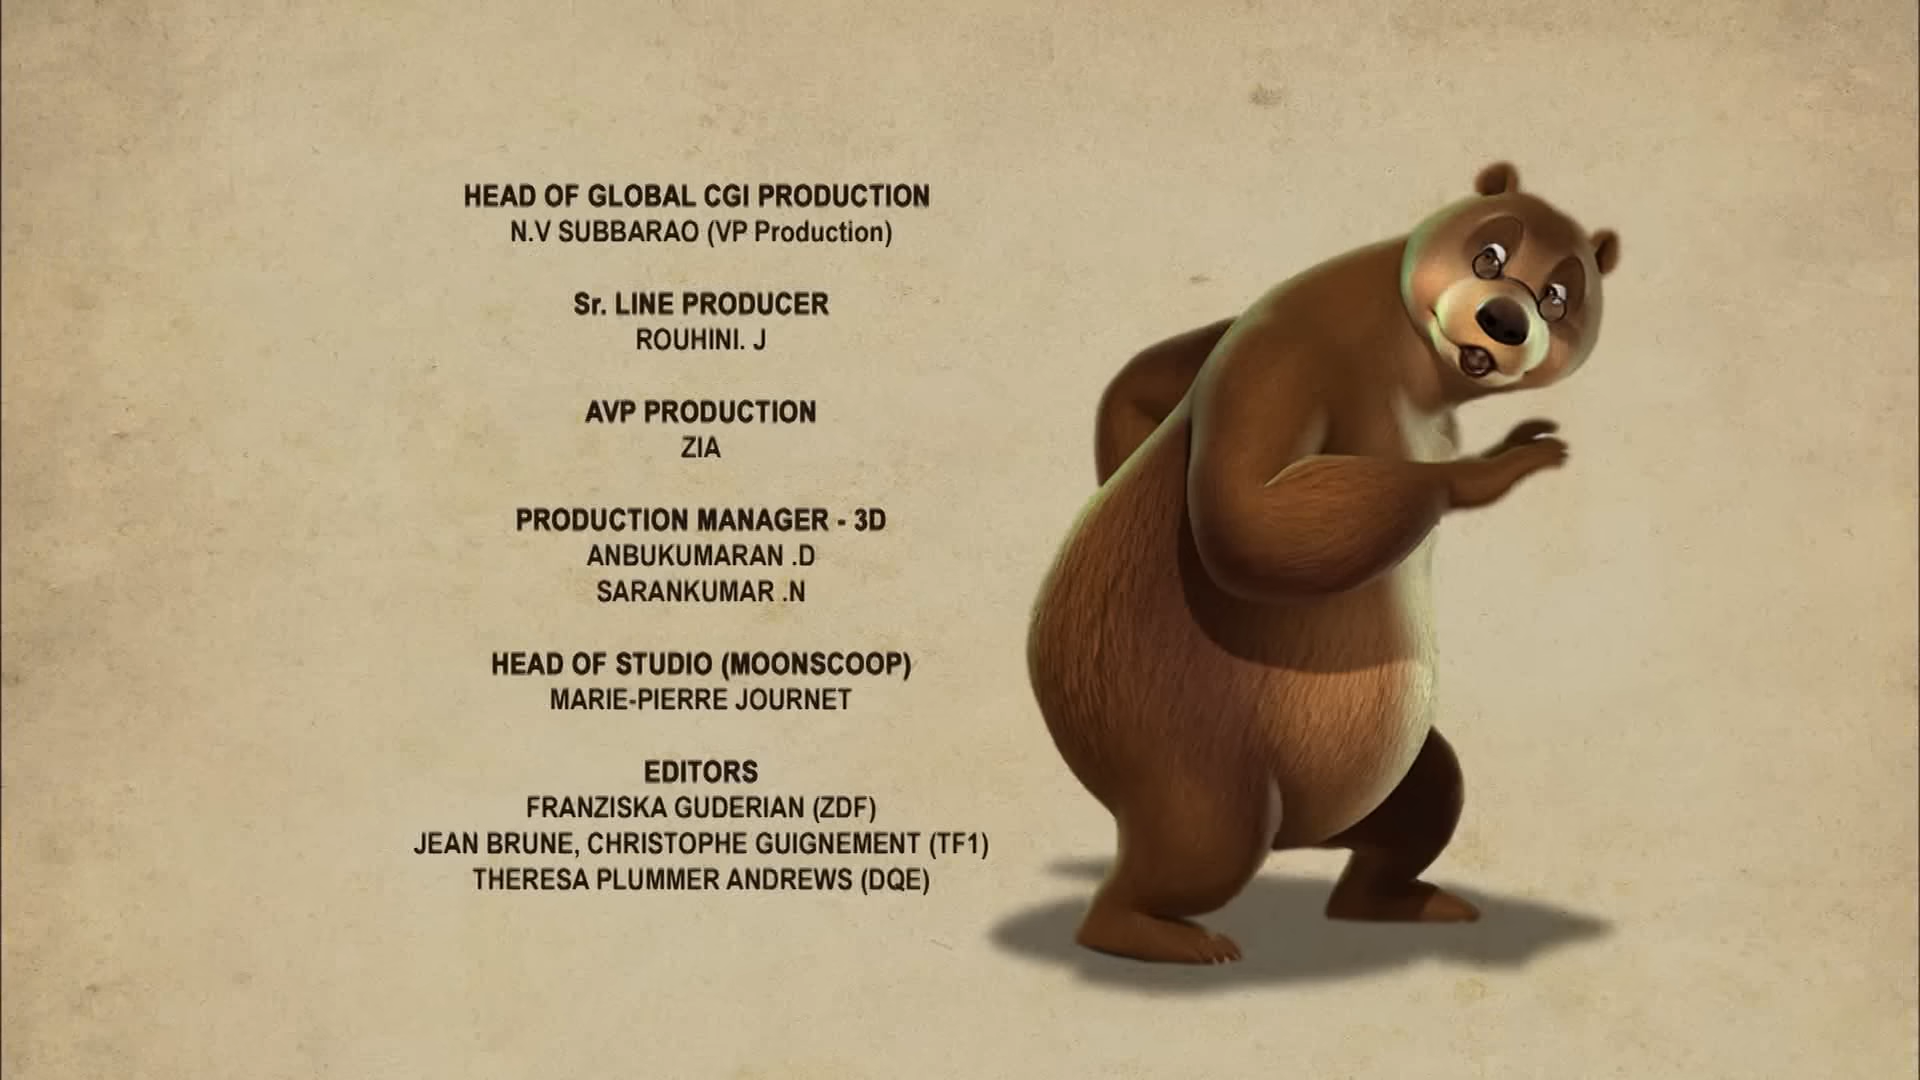 HEAD OF GLOBAL CGI PRODUCTION
N.V SUBBARAO (VP Production)
Sr. LINE PRODUCER
ROUHINI. J
AVP PRODUCTION
ZIA
PRODUCTION MANAGER - 3D
ANBUKUMARAN .D
SARANKUMAR .N
HEAD OF STUDIO (MOONSCOOP)
MARIE-PIERRE JOURNET
EDITORS
FRANZISKA GUDERIAN (ZDF)
JEAN BRUNE, CHRISTOPHE GUIGNEMENT (TF1)
THERESA PLUMMER ANDREWS (DQE)